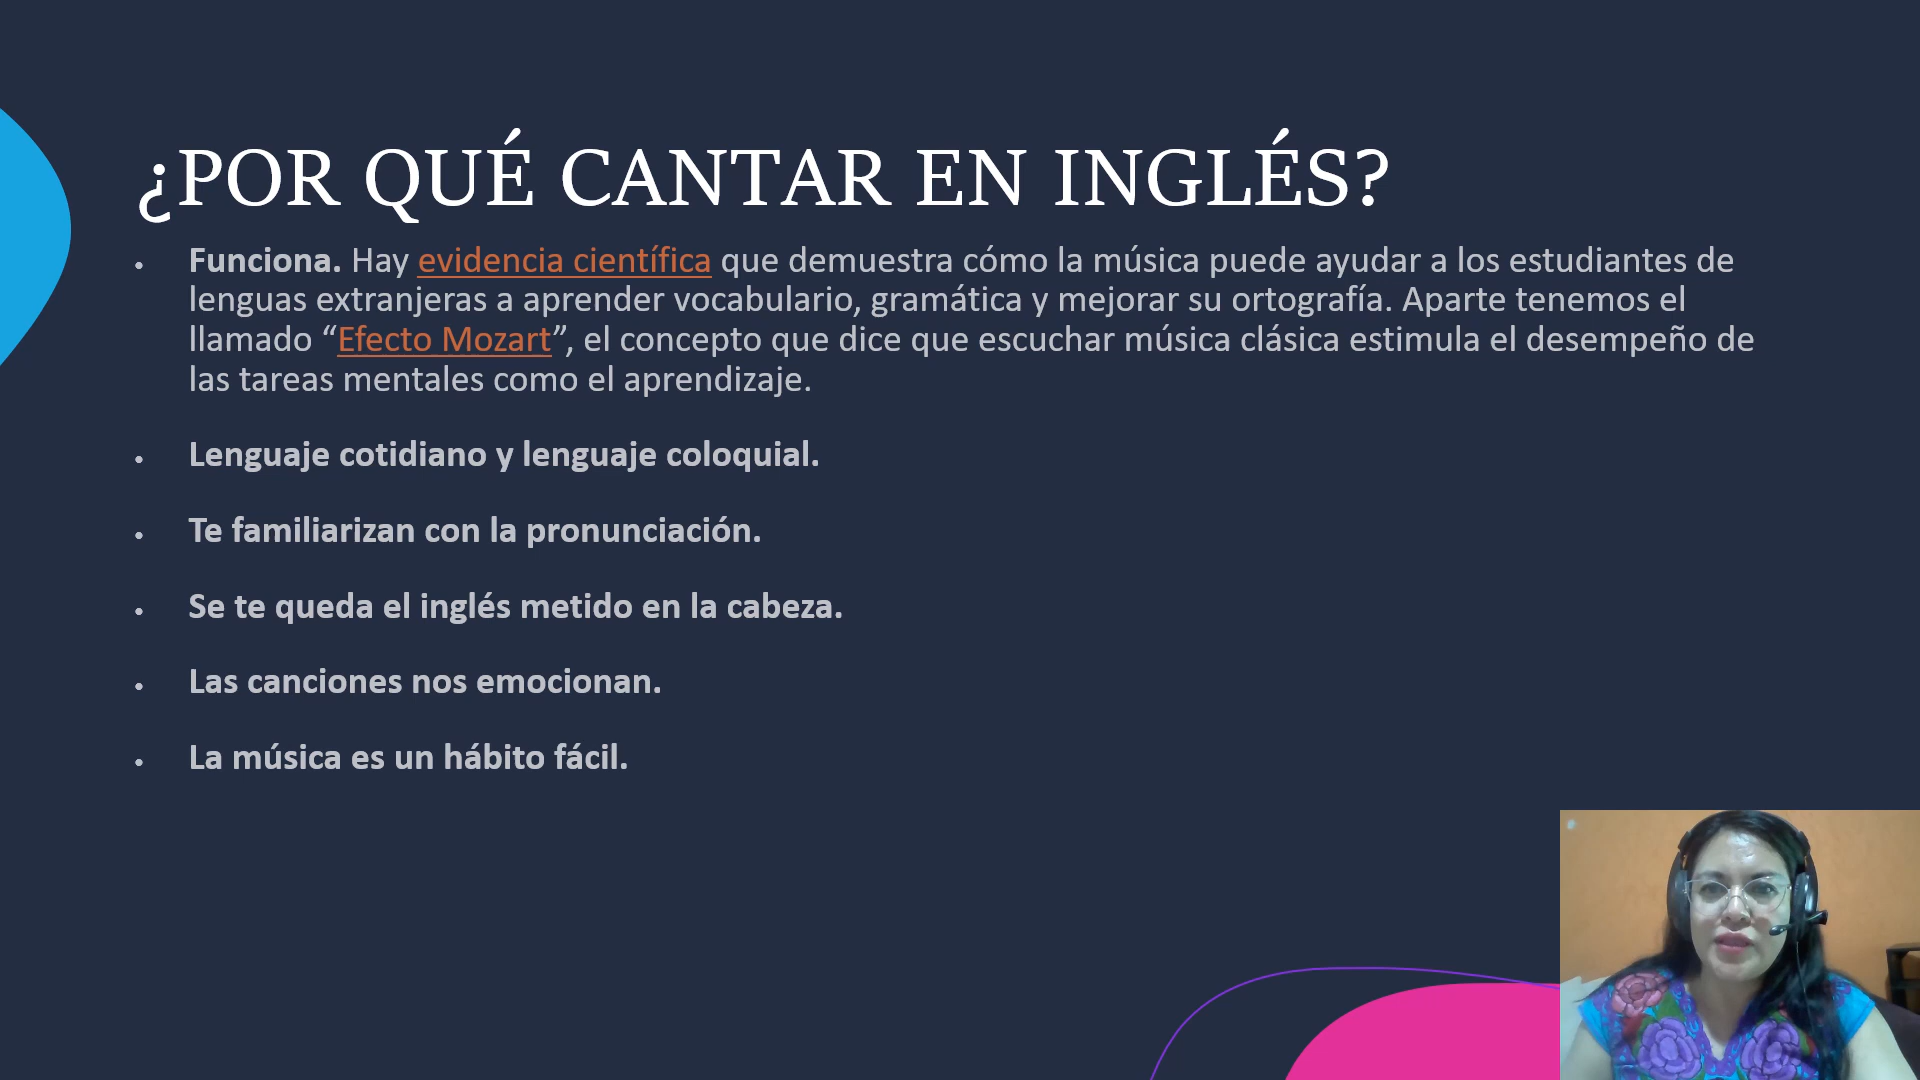 ¿POR QUÉ CANTAR EN INGLÉS?
• Funciona. Hay evidencia científica que demuestra cómo la música puede ayudar a los estudiantes de
lenguas extranjeras a aprender vocabulario, gramática y mejorar su ortografía. Aparte tenemos el
llamado “Efecto Mozart”, el concepto que dice que escuchar música clásica estimula el desempeño de
las tareas mentales como el aprendizaje.
• Lenguaje cotidiano y lenguaje coloquial.
• Te familiarizan con la pronunciación.
• Se te queda el inglés metido en la cabeza.
• Las canciones nos emocionan.
• La música es un hábito fácil.